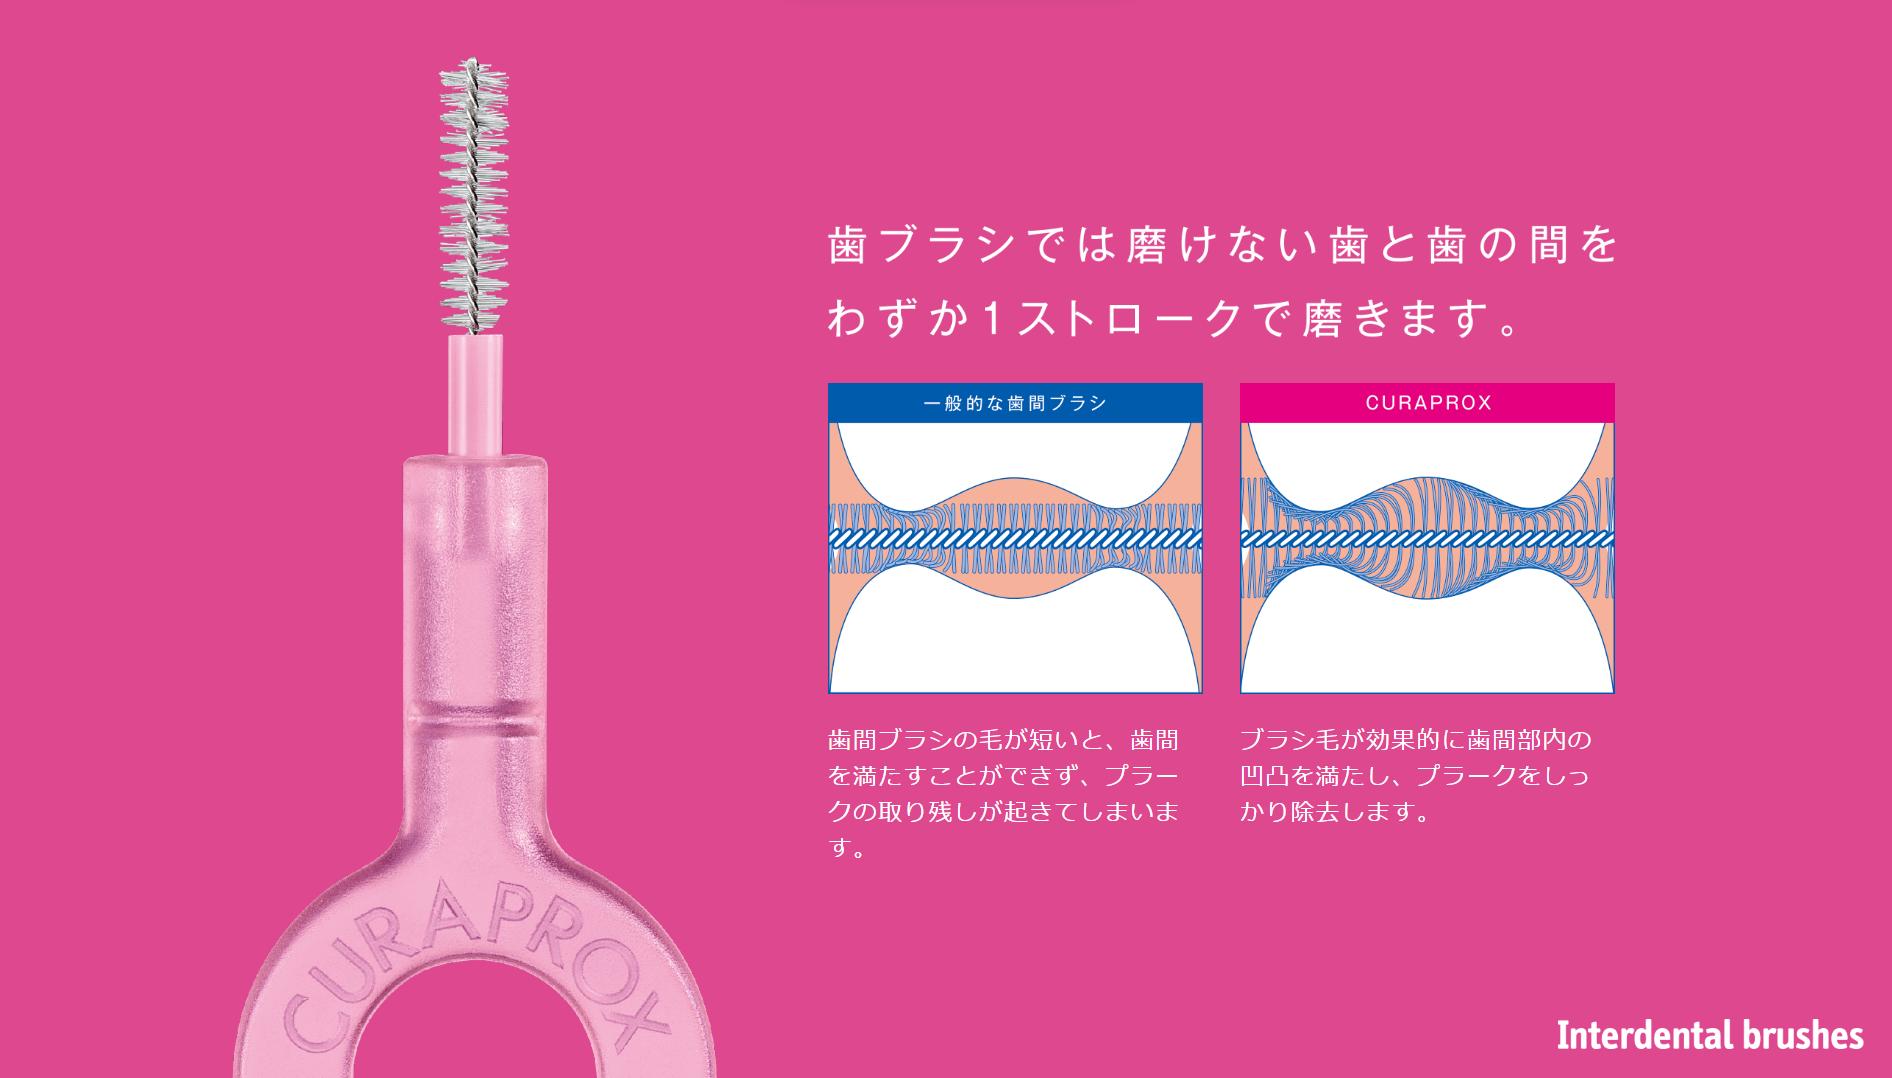 歯ブラシでは磨けない歯と歯の間を
わずか1ストロークで磨きます。
一般的な歯間ブラシ
歯間ブラシの毛が短いと、歯間
を満たすことができず、プラー
クの取り残しが起きてしまいま
す。
CURAPROX
ブラシ毛が効果的に歯間部内の
凹凸を満たし、プラークをしっ
かり除去します。
CURAPROX
Interdental brushes